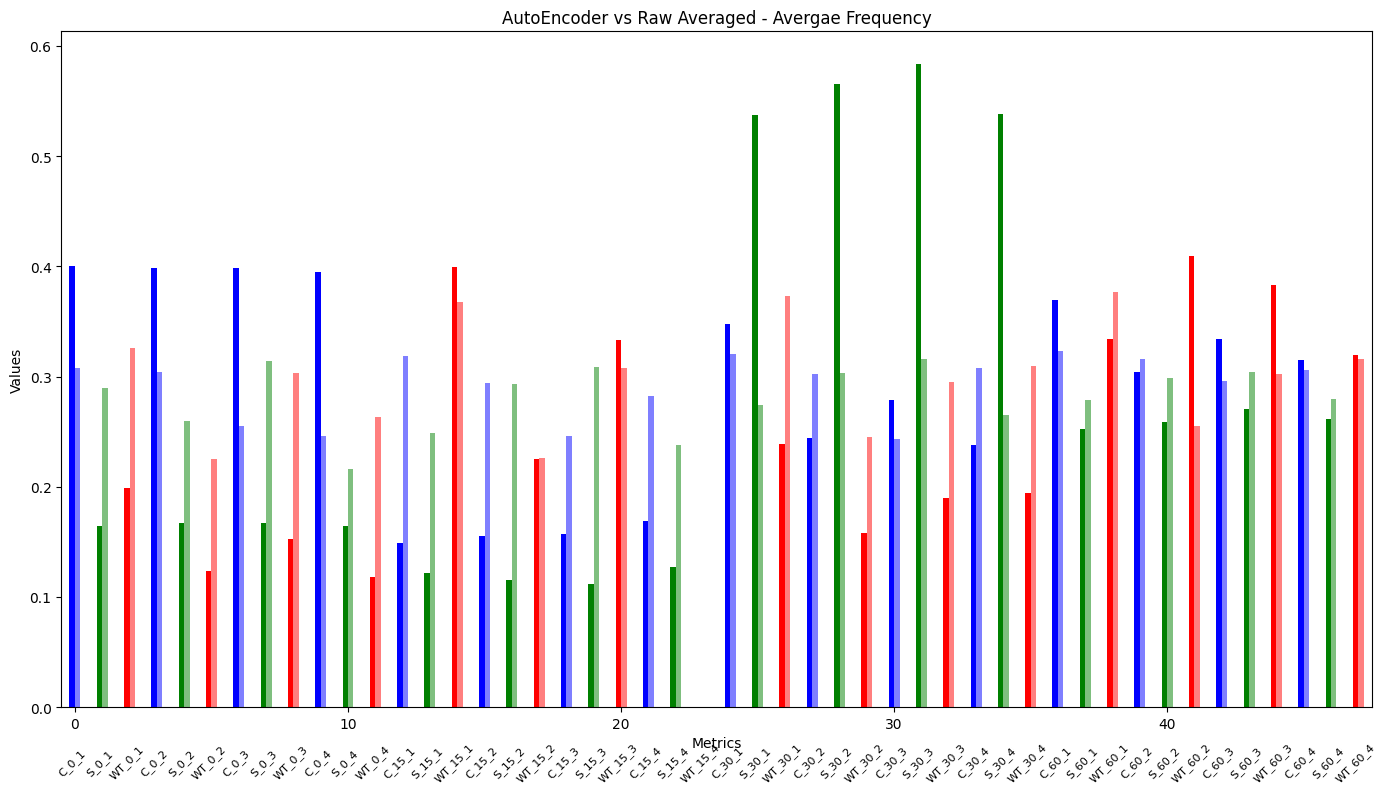 AutoEncoder vs Raw Averaged - Avergae Frequency
Values
0.6
0.5
0.4
0.3
0.2
0.1
0.0
0 10 20 30 40
Metrics
C_0_1 S_0_1 WT_0_1 C_0_2 S_0_2 WT_0_2 C_0_3 S_0_3 WT_0_3 C_0_4 S_0_4 WT_0_4 C_15_1 S_15_1 WT_15_1 C_15_2 S_15_2 WT_15_2 C_15_3 S_15_3 WT_15_3 C_15_4 S_15_4 WT_15_4 C_30_1 S_30_1 WT_30_1 C_30_2 S_30_2 WT_30_2 C_30_3 S_30_3 WT_30_3 C_30_4 S_30_4 WT_30_4 C_60_1 S_60_1 WT_60_1 C_60_2 S_60_2 WT_60_2 C_60_3 S_60_3 WT_60_3 C_60_4 S_60_4 WT_60_4